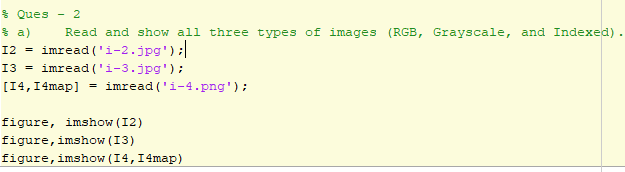 % Ques - 2
% a)    Read and show all three types of images (RGB, Grayscale, and Indexed).
I2 = imread('i-2.jpg');
I3 = imread('i-3.jpg');
[I4,I4map] = imread('i-4.png');
figure, imshow(I2)
figure,imshow(I3)
figure,imshow(I4,I4map)